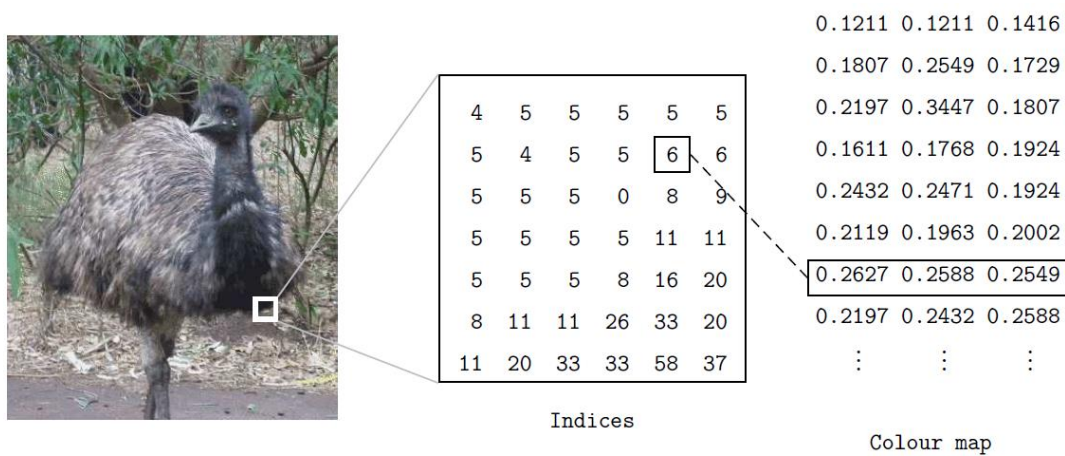 4 5 5 5 5 5
5 4 5 5 6 6
5 5 5 0 8 9
5 5 5 5 11 11
5 5 5 8 16 20
8 11 11 26 33 20
11 20 33 33 58 37
Indices
0.1211 0.1211 0.1416
0.1807 0.2549 0.1729
0.2197 0.3447 0.1807
0.1611 0.1768 0.1924
0.2432 0.2471 0.1924
0.2119 0.1963 0.2002
0.2627 0.2588 0.2549
0.2197 0.2432 0.2588
⋮ ⋮ ⋮
Colour map